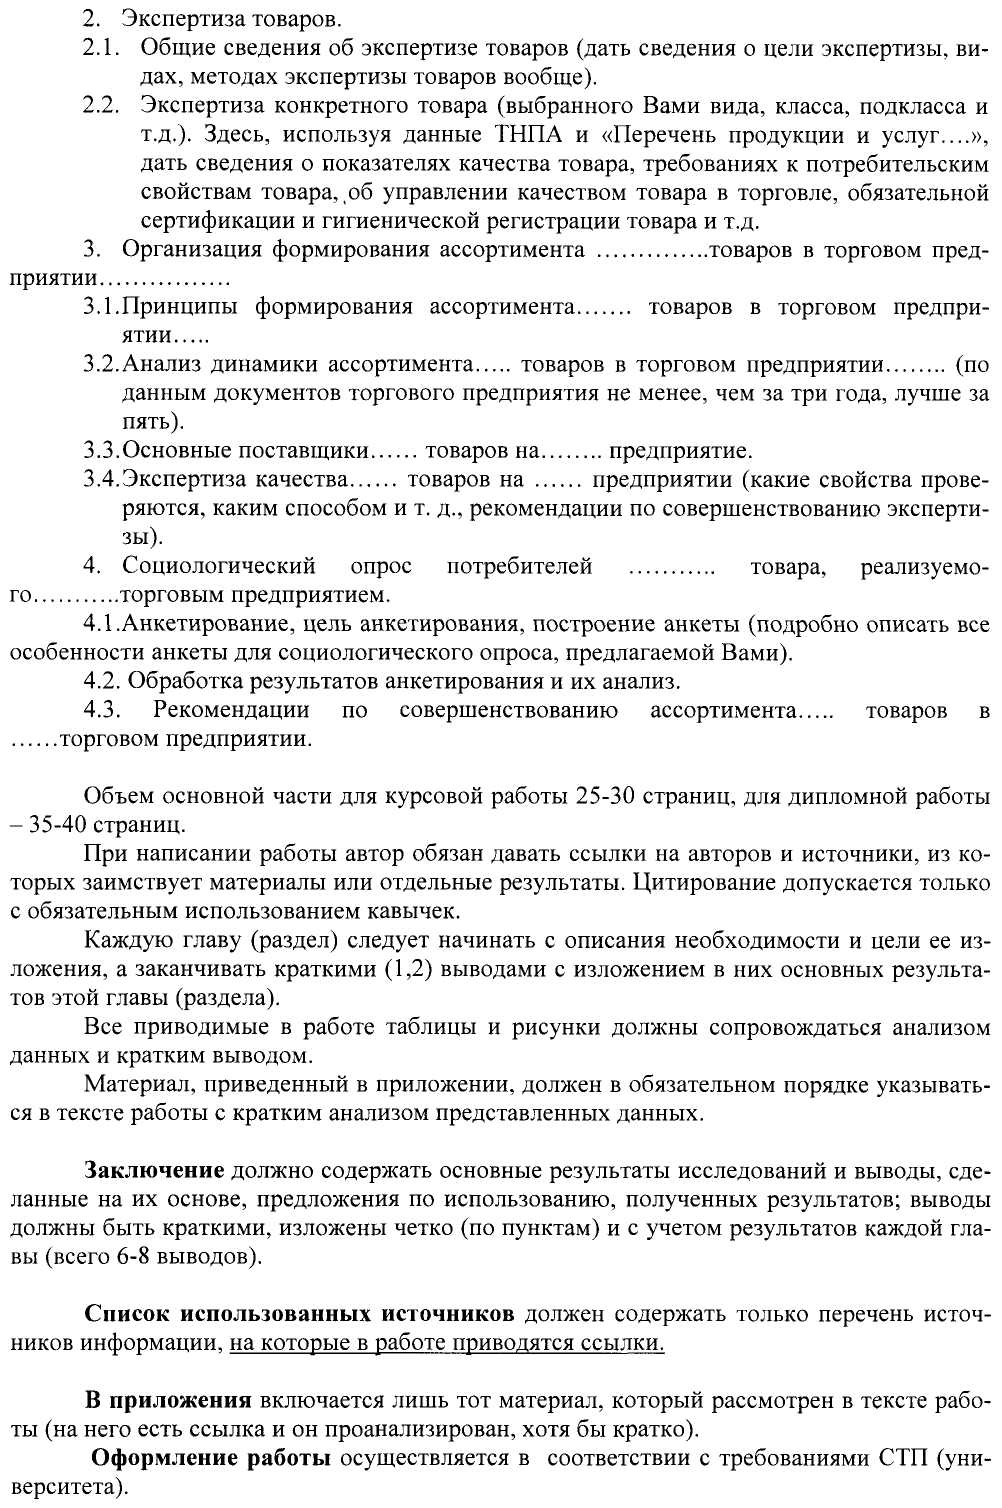 2. Экспертиза товаров.
2.1. Общие сведения об экспертизе товаров (дать сведения о цели экспертизы, ви-
дах, методах экспертизы товаров вообще).
2.2. Экспертиза конкретного товара (выбранного Вами вида, класса, подкласса и
т.д.). Здесь, используя данные ТНПА и «Перечень продукции и услуг….»,
дать сведения о показателях качества товара, требованиях к потребительским
свойствам товара, об управлении качеством товара в торговле, обязательной
сертификации и гигиенической регистрации товара и т.д.
3. Организация формирования ассортимента …………..товаров в торговом пред-
приятии…………….
3.1.Принципы формирования ассортимента……. товаров в торговом предпри-
ятии…..
3.2.Анализ динамики ассортимента….. товаров в торговом предприятии…….. (по
данным документов торгового предприятия не менее, чем за три года, лучше за
пять).
3.3.Основные поставщики…… товаров на…….. предприятие.
3.4.Экспертиза качества…… товаров на …… предприятии (какие свойства прове-
ряются, каким способом и т. д., рекомендации по совершенствованию эксперти-
зы).
4. Социологический опрос потребителей ……….. товара, реализуемо-
го………..торговым предприятием.
4.1.Анкетирование, цель анкетирования, построение анкеты (подробно описать все
особенности анкеты для социологического опроса, предлагаемой Вами).
4.2. Обработка результатов анкетирования и их анализ.
4.3. Рекомендации по совершенствованию ассортимента….. товаров в
……торговом предприятии.
Объем основной части для курсовой работы 25-30 страниц, для дипломной работы
– 35-40 страниц.
При написании работы автор обязан давать ссылки на авторов и источники, из ко-
торых заимствует материалы или отдельные результаты. Цитирование допускается только
с обязательным использованием кавычек.
Каждую главу (раздел) следует начинать с описания необходимости и цели ее из-
ложения, а заканчивать краткими (1,2) выводами с изложением в них основных результа-
тов этой главы (раздела).
Все приводимые в работе таблицы и рисунки должны сопровождаться анализом
данных и кратким выводом.
Материал, приведенный в приложении, должен в обязательном порядке указывать-
ся в тексте работы с кратким анализом представленных данных.
Заключение должно содержать основные результаты исследований и выводы, сде-
ланные на их основе, предложения по использованию, полученных результатов; выводы
должны быть краткими, изложены четко (по пунктам) и с учетом результатов каждой гла-
вы (всего 6-8 выводов).
Список использованных источников должен содержать только перечень источ-
ников информации, на которые в работе приводятся ссылки.
В приложения включается лишь тот материал, который рассмотрен в тексте рабо-
ты (на него есть ссылка и он проанализирован, хотя бы кратко).
Оформление работы осуществляется в соответствии с требованиями СТП (уни-
верситета).